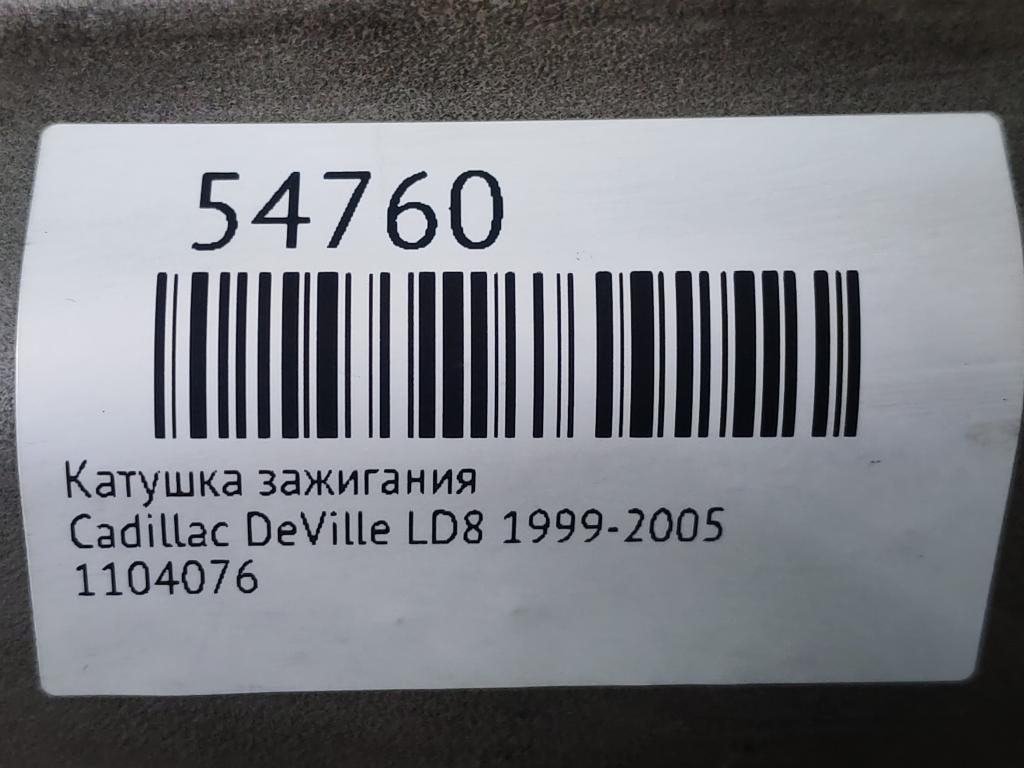 54760
Катушка зажигания
Cadillac DeVille LD8 1999-2005
1104076